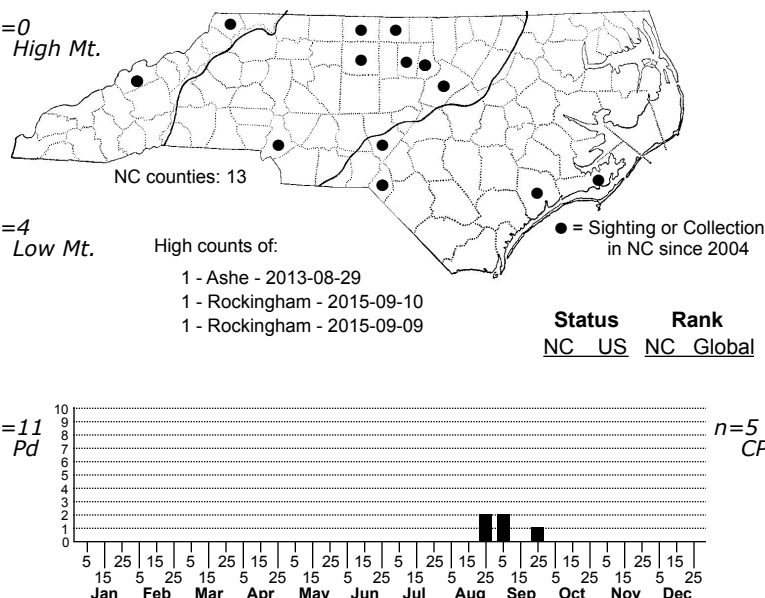 =0
High Mt.
NC counties: 13
=4
Low Mt.
High counts of:
1 - Ashe - 2013-08-29
1 - Rockingham - 2015-09-10
1 - Rockingham - 2015-09-09
● = Sighting or Collection
in NC since 2004
Status Rank
NC US NC Global
=11
Pd
n=5
CP
10
9
8
7
6
5
4
3
2
1
0
5 25 15 5 25 15 5 25 15 5 25 15 5 25 15 5 25 15
15 5 25 15 5 25 15 5 25 15 5 25 15 5 25 15 5 25
Jan Feb Mar Apr May Jun Jul Aug Sep Oct Nov Dec